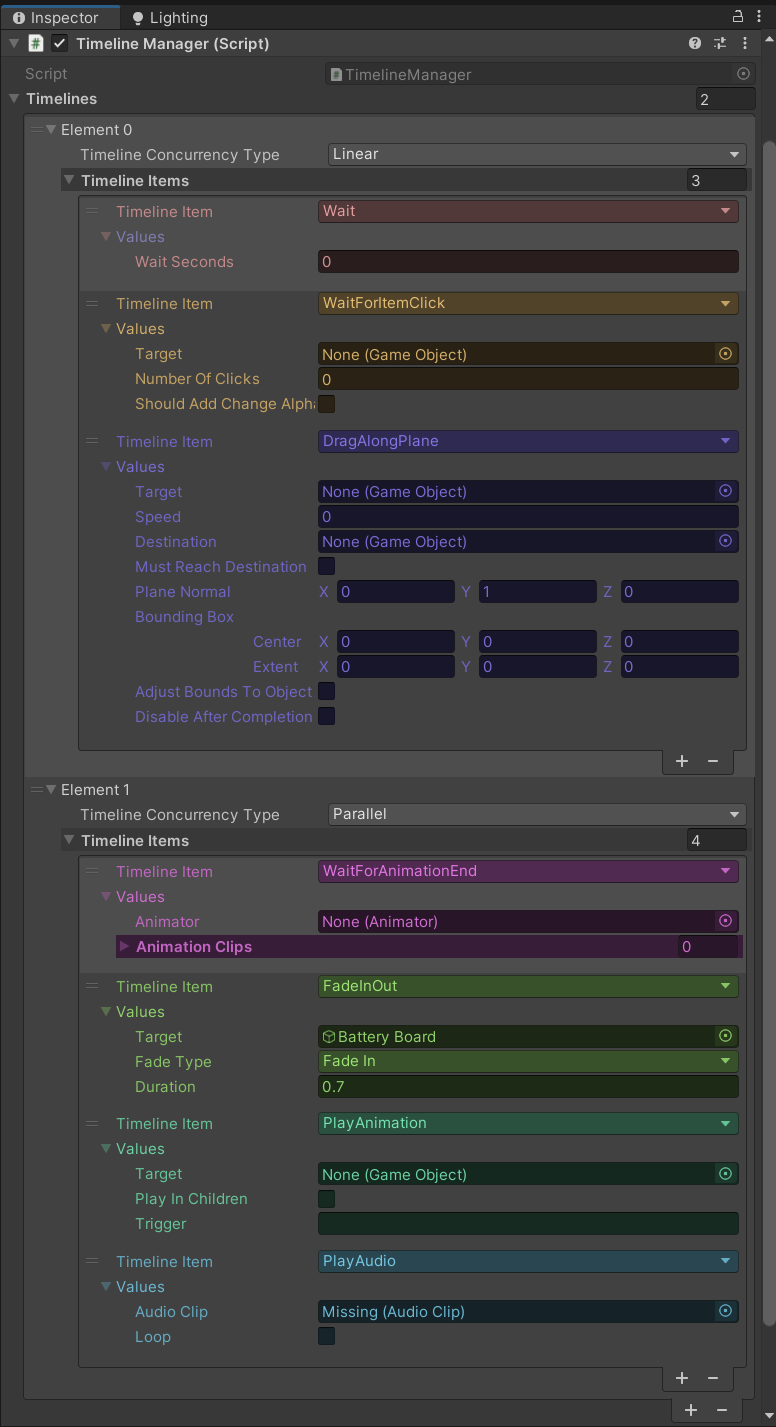 Inspector Lighting
Timeline Manager (Script)
Script TimelineManager
Timelines 2
Element 0
Timeline Concurrency Type Linear
Timeline Items 3
Timeline Item Wait
Values
Wait Seconds 0
Timeline Item WaitForItemClick
Values
Target None (Game Object)
Number Of Clicks 0
Should Add Change Alpha
Timeline Item DragAlongPlane
Values
Target None (Game Object)
Speed 0
Destination None (Game Object)
Must Reach Destination
Plane Normal X 0 Y 1 Z 0
Bounding Box
Center X 0 Y 0 Z 0
Extent X 0 Y 0 Z 0
Adjust Bounds To Object
Disable After Completion
Element 1
Timeline Concurrency Type Parallel
Timeline Items 4
Timeline Item WaitForAnimationEnd
Values
Animator None (Animator)
Animation Clips 0
Timeline Item FadeInOut
Values
Target Battery Board
Fade Type Fade In
Duration 0.7
Timeline Item PlayAnimation
Values
Target None (Game Object)
Play In Children
Trigger
Timeline Item PlayAudio
Values
Audio Clip Missing (Audio Clip)
Loop